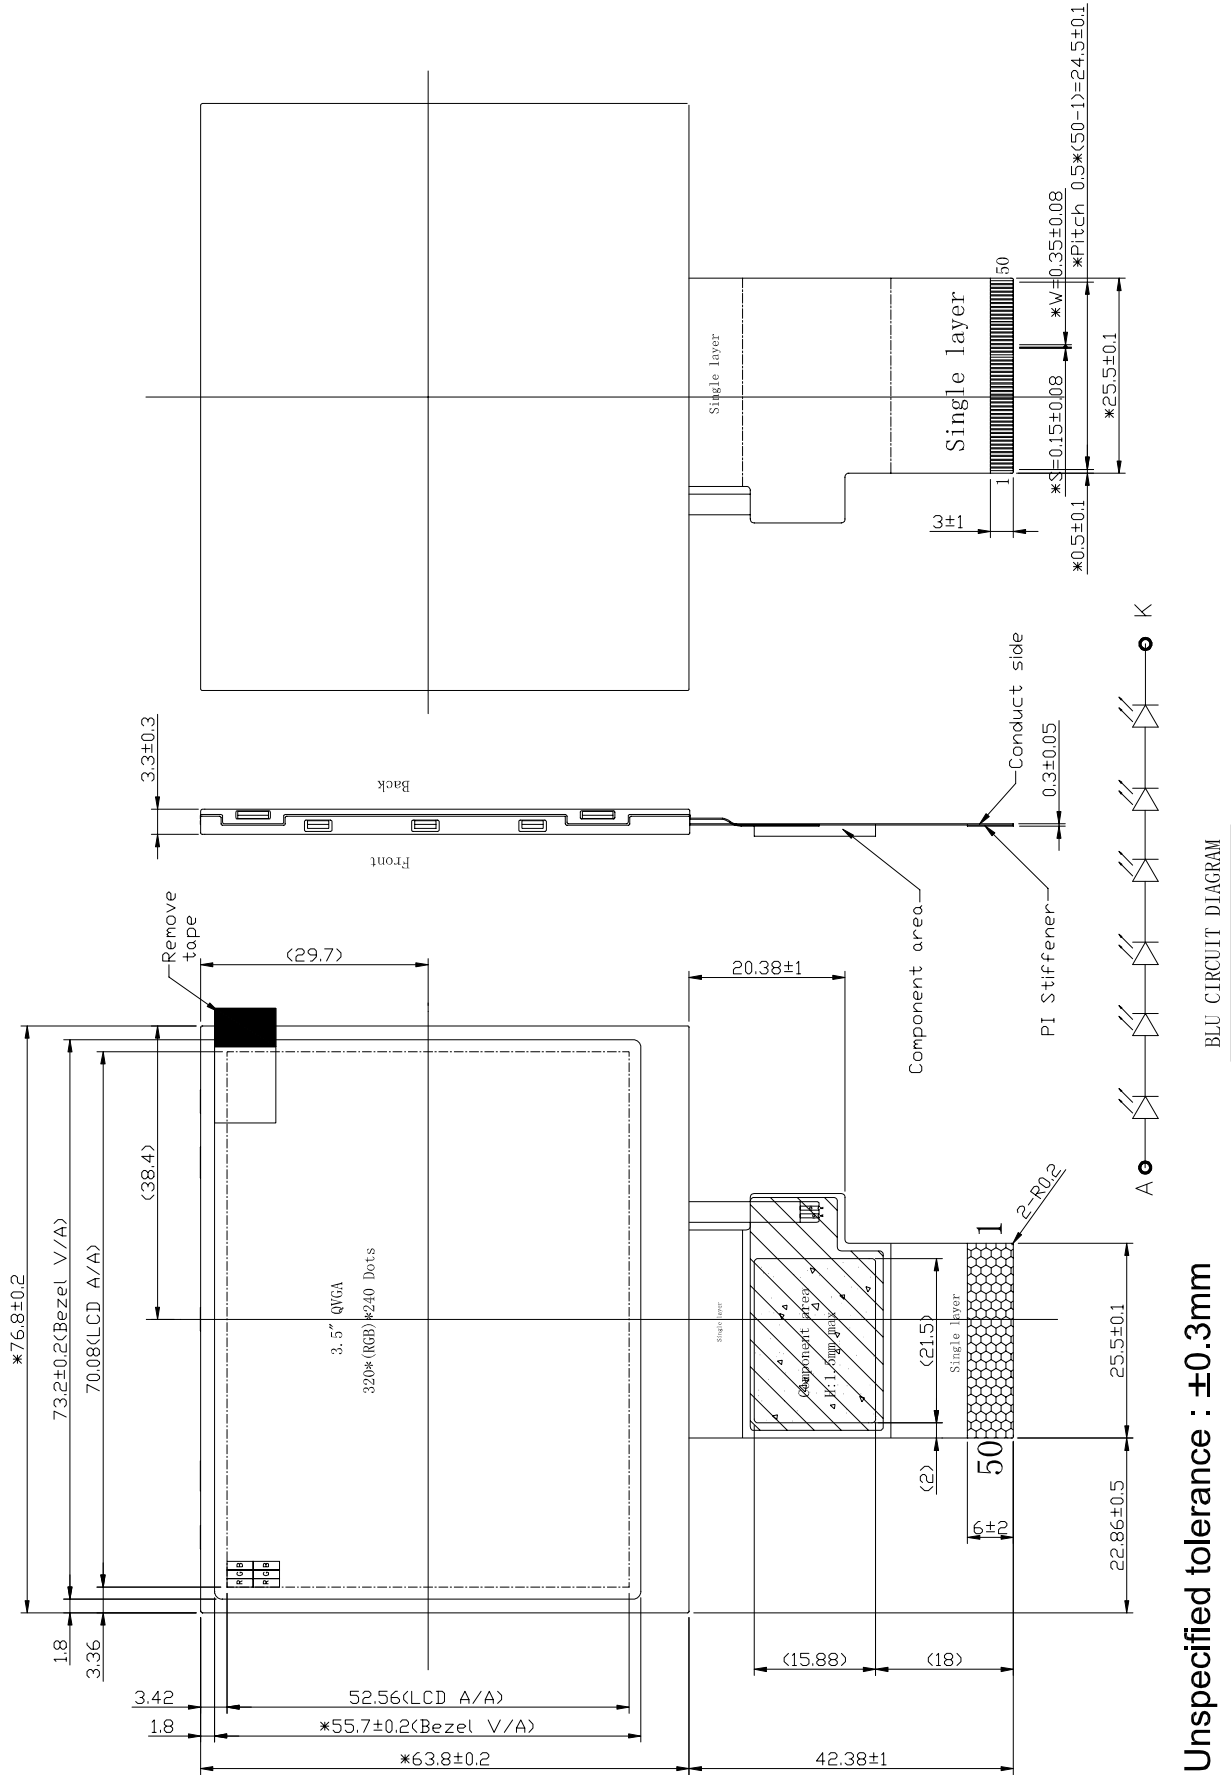 *76.8±0.2
73.2±0.2(Bezel V/A)
70.08(LCD A/A)
(38.4)
1.8
3.36
3.42
1.8
52.56(LCD A/A)
*55.7±0.2(Bezel V/A)
*63.8±0.2
42.38±1
(15.88)
(18)
(29.7)
Remove
tape
3.5" QVGA
320*(RGB)*240 Dots
R G B
R G B
20.38±1
Single layer
Component area
H:1.5mm max
(21.5)
(2)
Single layer
50
1
2-R0.2
6±2
25.5±0.1
22.86±0.5
3.3±0.3
Front
Back
Component area
PI Stiffener
Conduct side
0.3±0.05
Single layer
Single layer
1
50
3±1
*0.5±0.1
*S=0.15±0.08
*W=0.35±0.08
*Pitch 0.5*(50-1)=24.5±0.1
*25.5±0.1
A
K
BLU CIRCUIT DIAGRAM
Unspecified tolerance : ±0.3mm